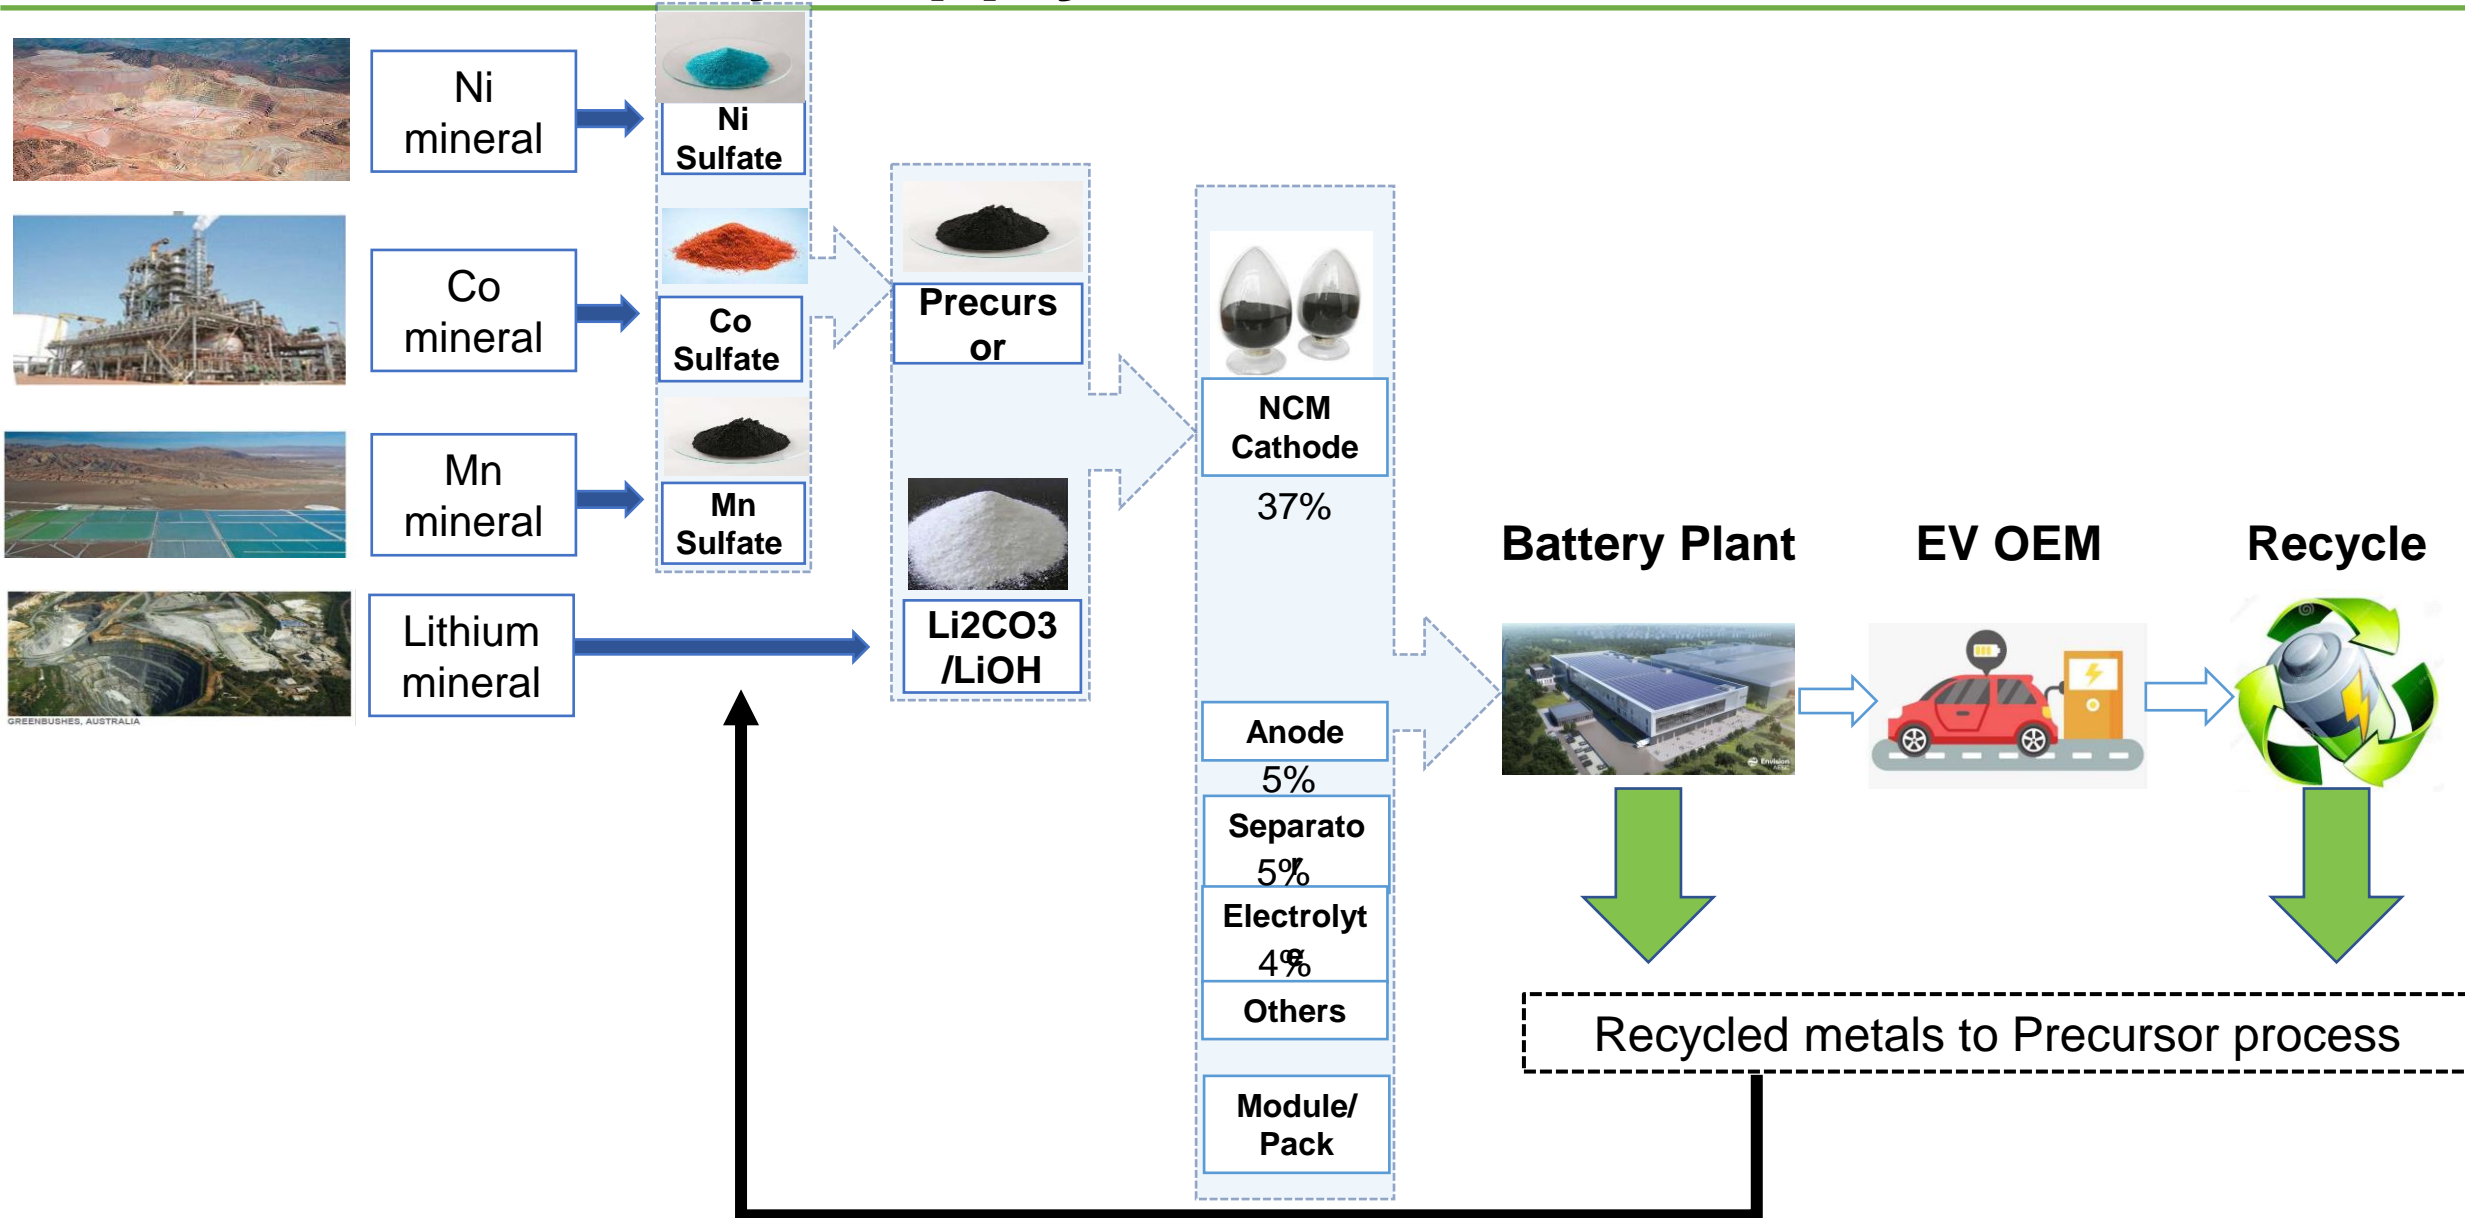 Ni
mineral
Ni
Sulfate
Co
mineral
Co
Sulfate
Mn
mineral
Mn
Sulfate
Lithium
mineral
GREENBUSHES, AUSTRALIA
Precurs
or
Li2CO3
/LiOH
NCM
Cathode
37%
Anode
5%
Separato
r
5%
Electrolyt
e
4%
Others
Module/
Pack
Battery Plant
Envision
AESC
EV OEM
Recycle
Recycled metals to Precursor process